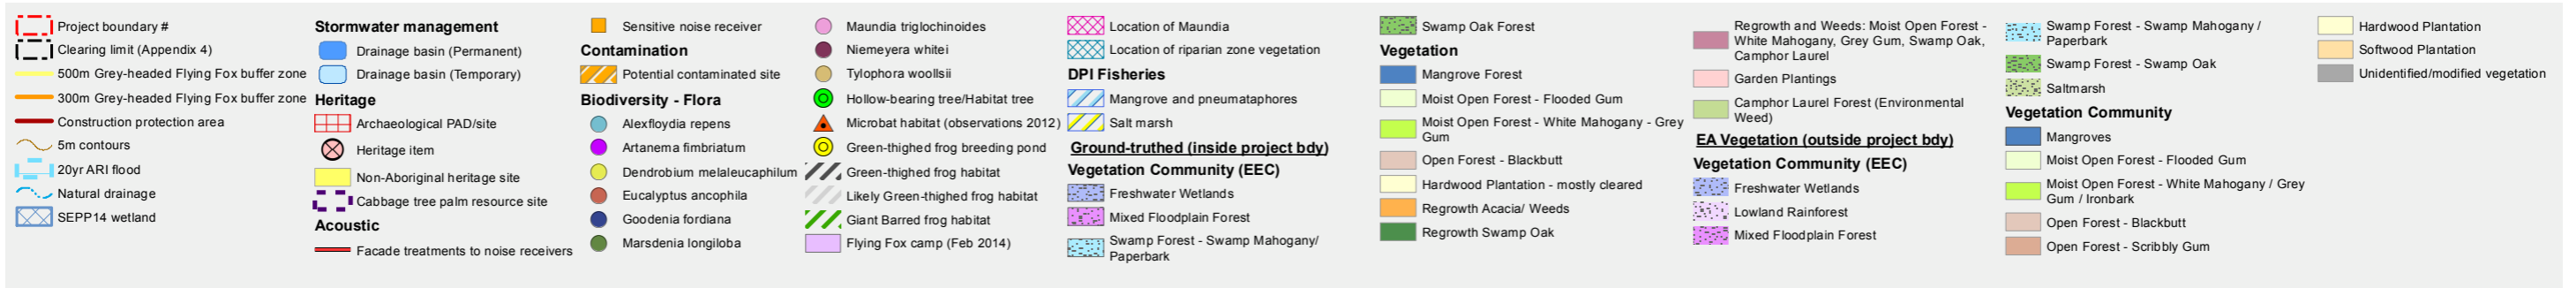 Project boundary #
Clearing limit (Appendix 4)
500m Grey-headed Flying Fox buffer zone
300m Grey-headed Flying Fox buffer zone
Construction protection area
5m contours
20yr ARI flood
Natural drainage
SEPP14 wetland
Stormwater management
Drainage basin (Permanent)
Drainage basin (Temporary)
Heritage
Archaeological PAD/site
Heritage item
Non-Aboriginal heritage site
Cabbage tree palm resource site
Acoustic
Facade treatments to noise receivers
Sensitive noise receiver
Contamination
Potential contaminated site
Biodiversity - Flora
Alexfloydia repens
Artanema fimbriatum
Dendrobium melaleucaphilum
Eucalyptus ancophila
Goodenia fordiana
Marsdenia longiloba
Maundia triglochinoides
Niemeyera whitei
Tylophora woollsii
Hollow-bearing tree/Habitat tree
Microbat habitat (observations 2012)
Green-thighed frog breeding pond
Green-thighed frog habitat
Likely Green-thighed frog habitat
Giant Barred frog habitat
Flying Fox camp (Feb 2014)
Location of Maundia
Location of riparian zone vegetation
DPI Fisheries
Mangrove and pneumataphores
Salt marsh
Ground-truthed (inside project bdy)
Vegetation Community (EEC)
Freshwater Wetlands
Mixed Floodplain Forest
Swamp Forest - Swamp Mahogany/
Paperbark
Swamp Oak Forest
Vegetation
Mangrove Forest
Moist Open Forest - Flooded Gum
Moist Open Forest - White Mahogany - Grey
Gum
Open Forest - Blackbutt
Hardwood Plantation - mostly cleared
Regrowth Acacia/ Weeds
Regrowth Swamp Oak
Regrowth and Weeds: Moist Open Forest -
White Mahogany, Grey Gum, Swamp Oak,
Camphor Laurel
Garden Plantings
Camphor Laurel Forest (Environmental
Weed)
EA Vegetation (outside project bdy)
Vegetation Community (EEC)
Freshwater Wetlands
Lowland Rainforest
Mixed Floodplain Forest
Swamp Forest - Swamp Mahogany /
Paperbark
Swamp Forest - Swamp Oak
Saltmarsh
Vegetation Community
Mangroves
Moist Open Forest - Flooded Gum
Moist Open Forest - White Mahogany / Grey
Gum / Ironbark
Open Forest - Blackbutt
Open Forest - Scribbly Gum
Hardwood Plantation
Softwood Plantation
Unidentified/modified vegetation